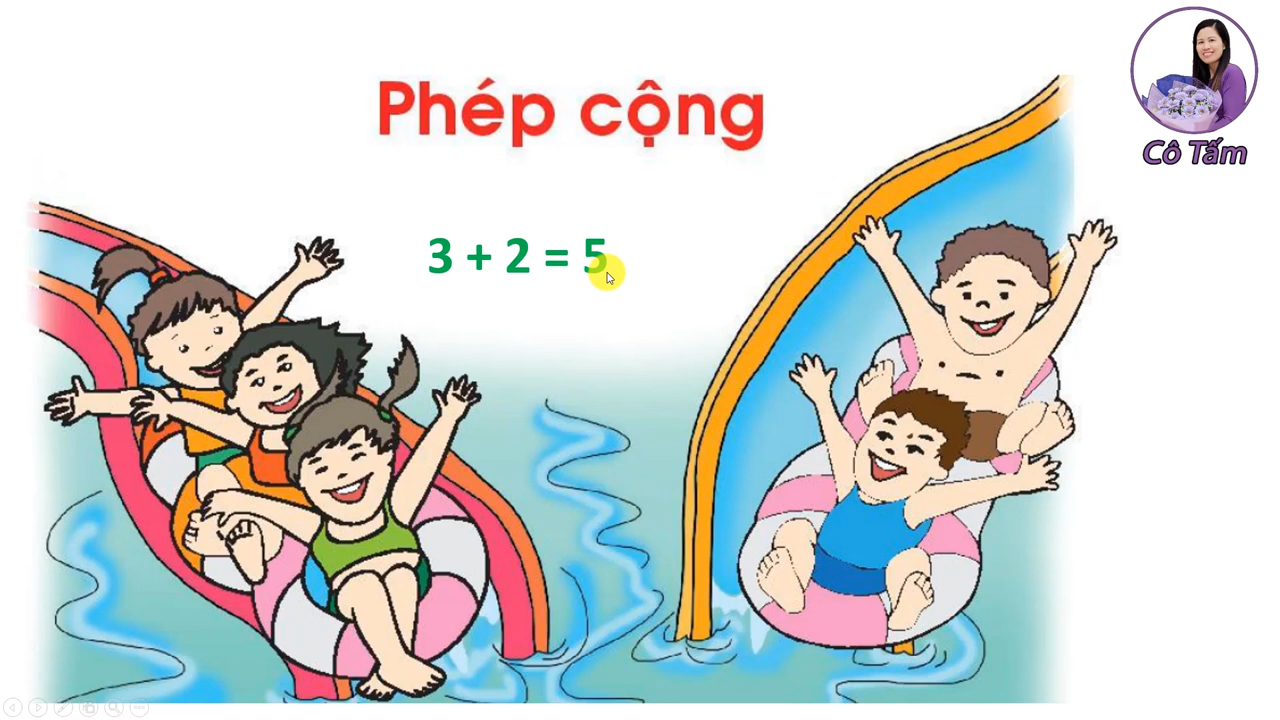 Phép cộng
3 + 2 = 5
Cô Tấm